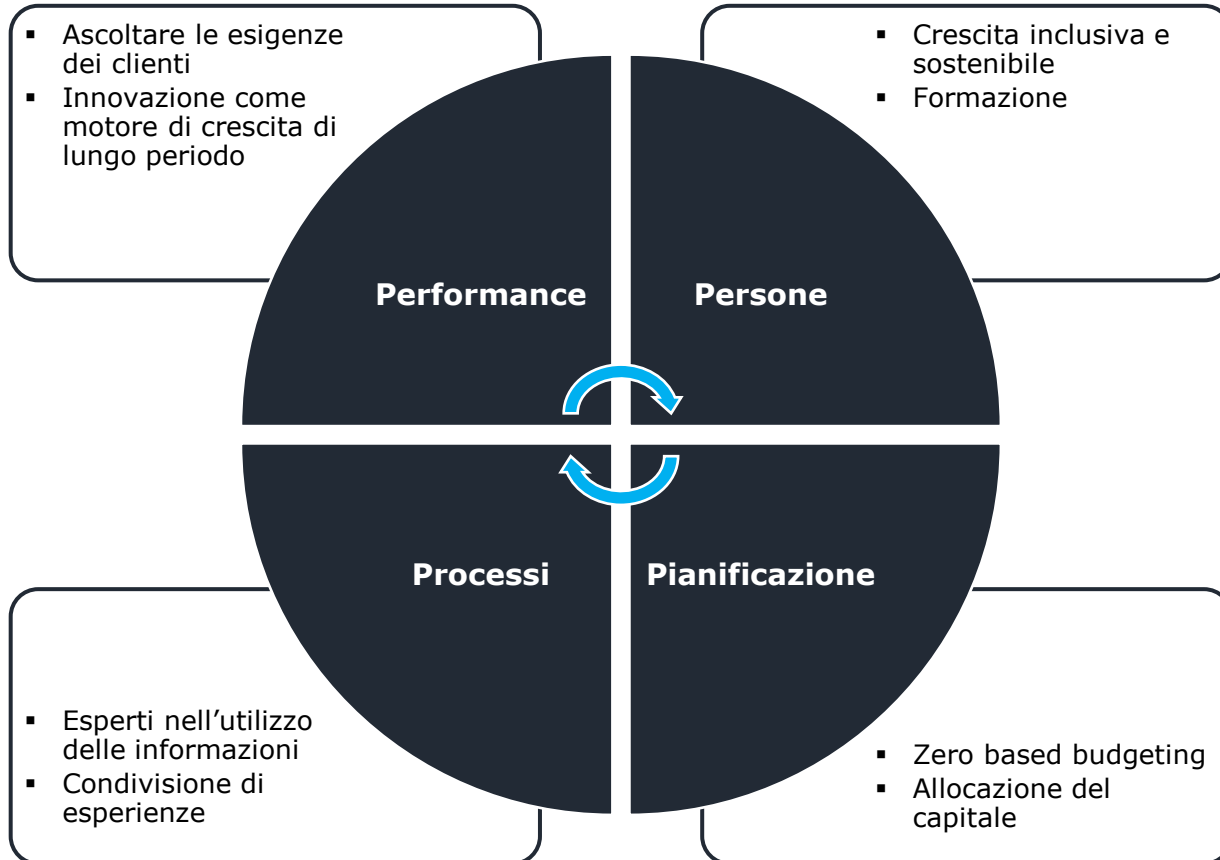 ▪ Ascoltare le esigenze
dei clienti
▪ Innovazione come
motore di crescita di
lungo periodo
▪ Crescita inclusiva e
sostenibile
▪ Formazione
Performance
Persone
Processi
Pianificazione
▪ Esperti nell’utilizzo
delle informazioni
▪ Condivisione di
esperienze
▪ Zero based budgeting
▪ Allocazione del
capitale